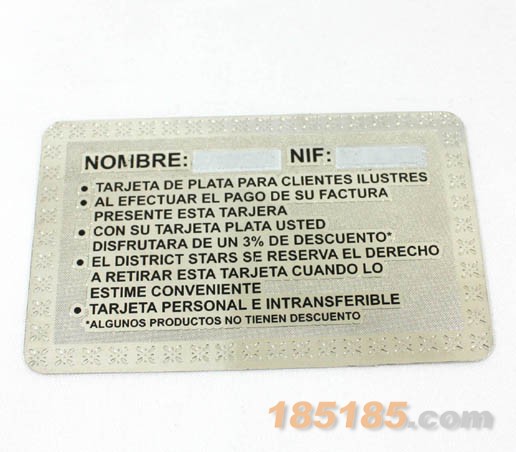 NOMBRE: NIF:
• TARJETA DE PLATA PARA CLIENTES ILUSTRES
• AL EFECTUAR EL PAGO DE SU FACTURA
PRESENTE ESTA TARJERA
• CON SU TARJETA PLATA USTED
DISFRUTARA DE UN 3% DE DESCUENTO*
• EL DISTRICT STARS SE RESERVA EL DERECHO
A RETIRAR ESTA TARJETA CUANDO LO
ESTIME CONVENIENTE
• TARJETA PERSONAL E INTRANSFERIBLE
*ALGUNOS PRODUCTOS NO TIENEN DESCUENTO
185185.com